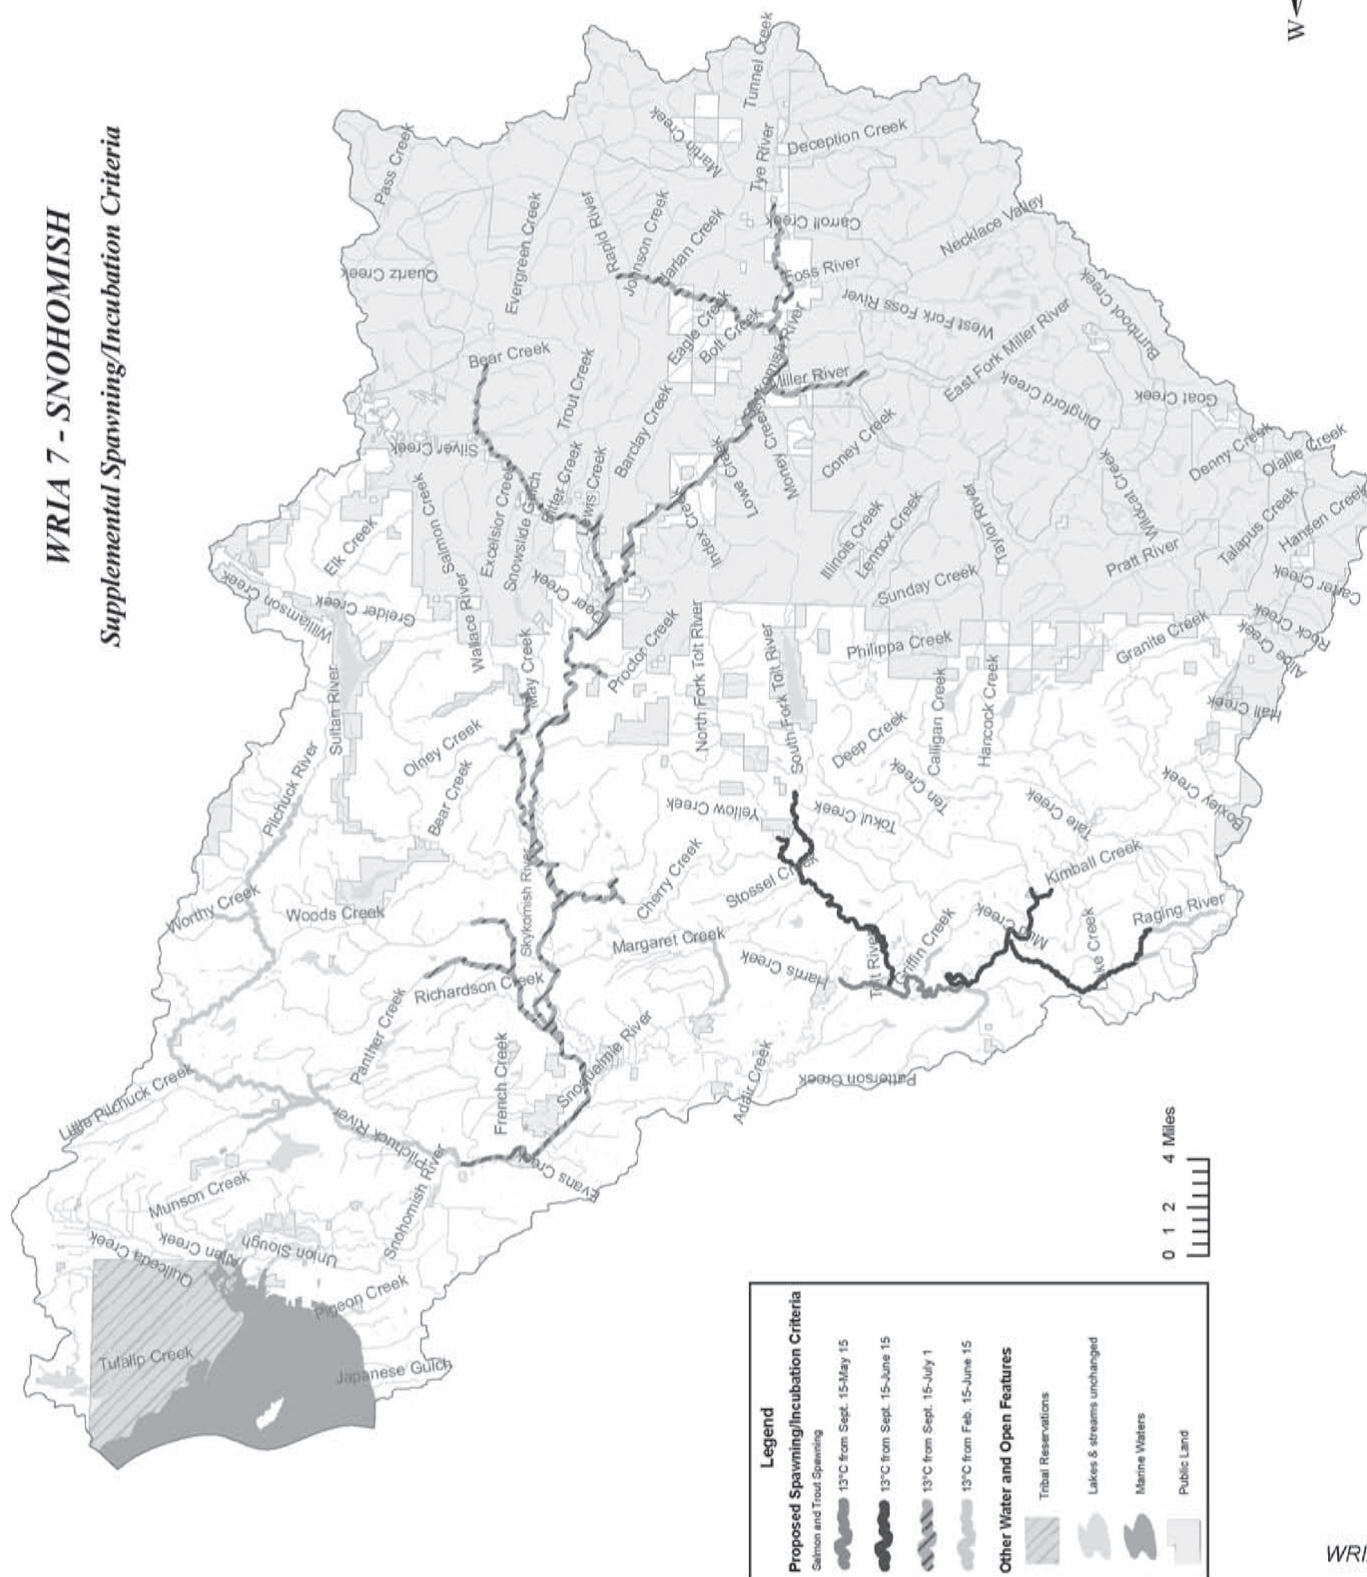 WRIA 7 - SNOHOMISH
Supplemental Spawning/Incubation Criteria
W
Pass Creek
Quartz Creek
Evergreen Creek
Rapid River
Johnson Creek
Harlan Creek
Martin Creek
Tunnel Creek
Tye River
Deception Creek
Carroll Creek
Foss River
Necklace Valley
West Fork Foss River
East Fork Miller River
Burnboot Creek
Goat Creek
Dingford Creek
Bear Creek
Trout Creek
Eagle Creek
Bolt Creek
Skykomish River
Miller River
Barclay Creek
Money Creek
Coney Creek
Lowe Creek
Index Cre
Silver Creek
Bitter Creek
Lewis Creek
Salmon Creek
Excelsior Creek
Snowslide Gulch
Deer Creek
Illinois Creek
Lennox Creek
Taylor River
Wildcat Creek
Denny Creek
Olallie Creek
Talapus Creek
Hansen Creek
Carter Creek
Rock Creek
Alice Creek
Hall Creek
Pratt River
Sunday Creek
Philippa Creek
Granite Creek
Elk Creek
Williamson Creek
Greider Creek
Wallace River
May Creek
Proctor Creek
North Fork Tolt River
South Fork Tolt River
Sultan River
Olney Creek
Bear Creek
Pilchuck River
Deep Creek
Calligan Creek
Hancock Creek
Ten Creek
Tate Creek
Boxley Creek
Yellow Creek
Tokul Creek
Kimball Creek
Stossel Creek
Cherry Creek
Worthy Creek
Woods Creek
Skykomish River
Margaret Creek
Harris Creek
Tolt River
Griffin Creek
Creek
ke Creek
Raging River
Richardson Creek
Panther Creek
French Creek
Snoqualmie River
Adair Creek
Patterson Creek
Little Pilchuck Creek
Pilchuck River
Evans Creek
Snohomish River
Munson Creek
Quilceda Creek
Allen Creek
Union Slough
Pigeon Creek
Tulalip Creek
Japanese Gulch
0 1 2 4 Miles
Legend
Proposed Spawning/Incubation Criteria
Salmon and Trout Spawning
13°C from Sept. 15-May 15
13°C from Sept. 15-June 15
13°C from Sept. 15-July 1
13°C from Feb. 15-June 15
Other Water and Open Features
Tribal Reservations
Lakes & streams unchanged
Marine Waters
Public Land
WRI